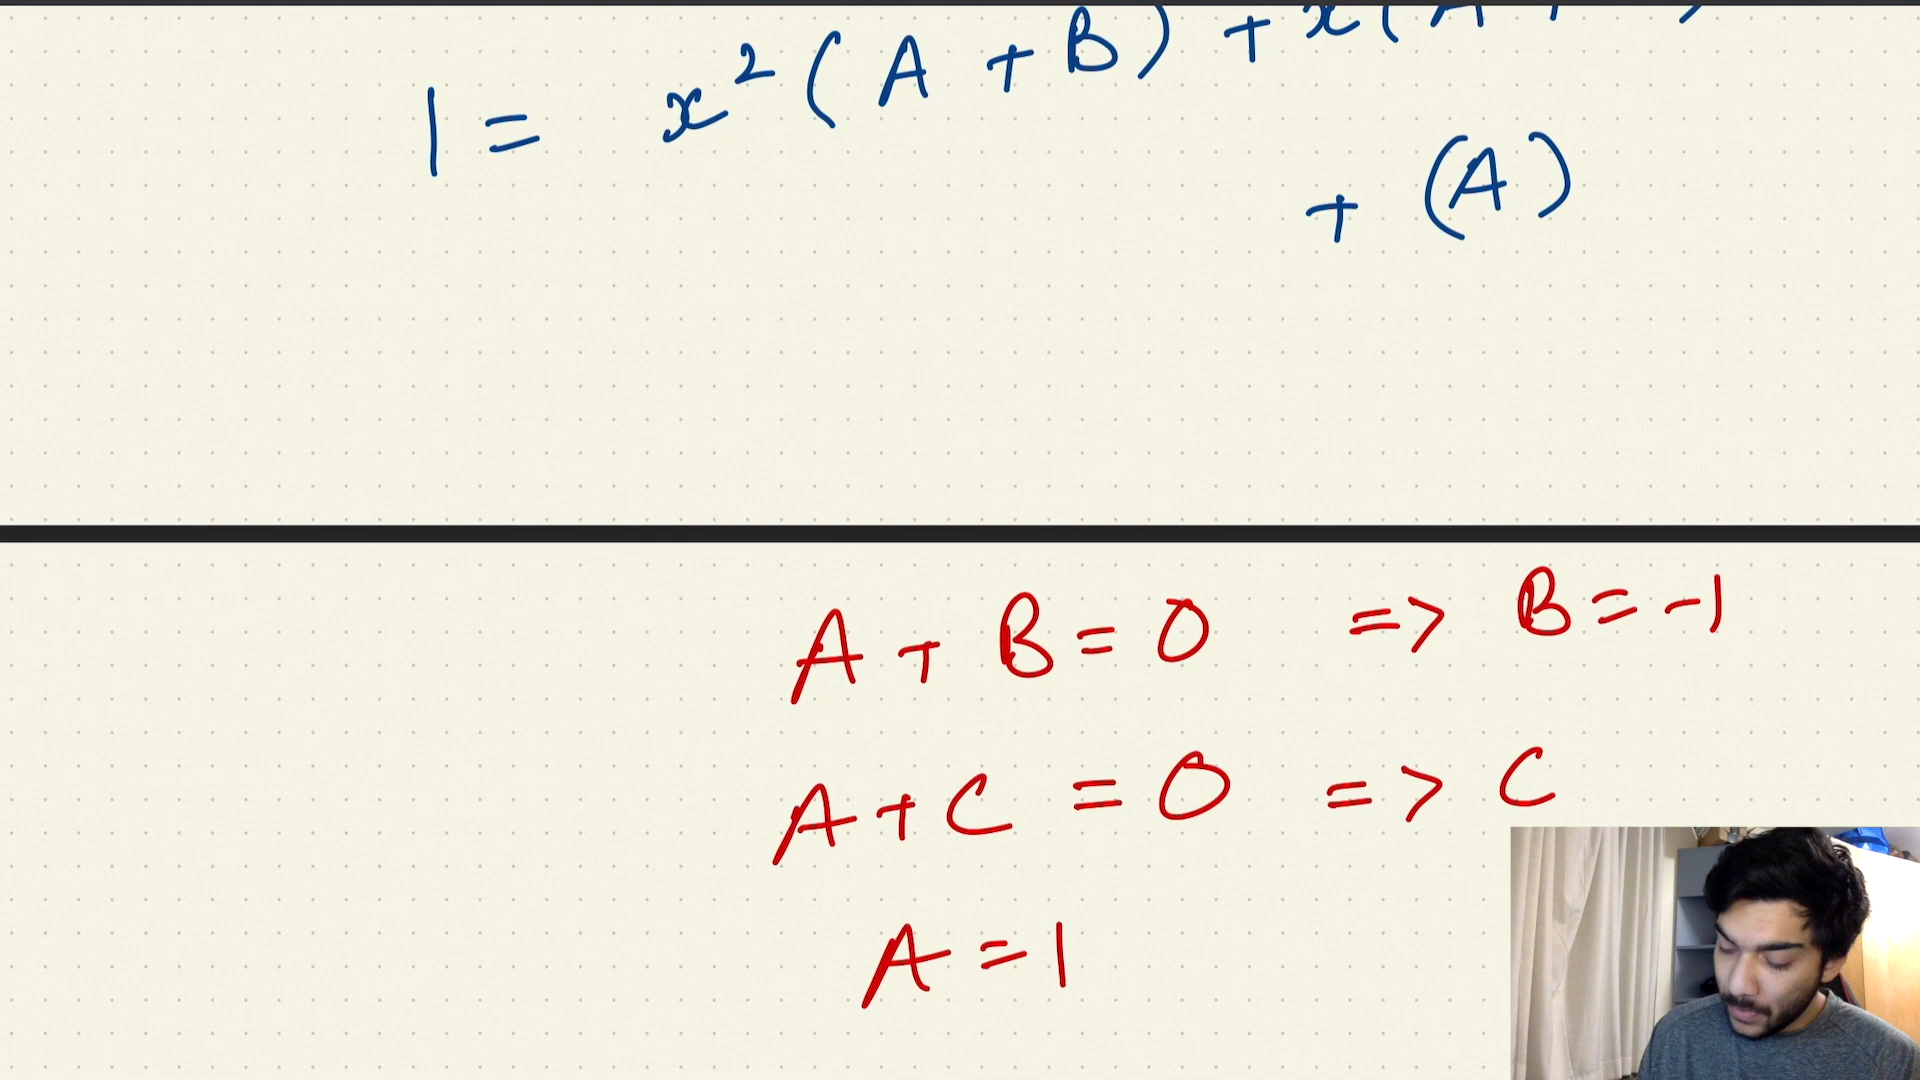 1 = x² (A + B) + x (A +
+ (A)
A + B = 0 => B = -1
A + C = 0 => C
A = 1